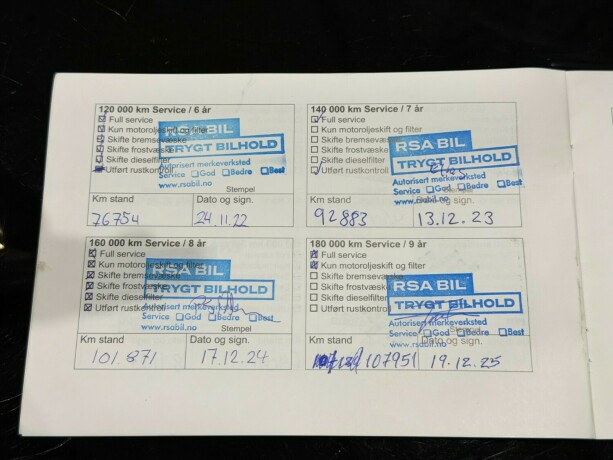 120 000 km Service / 6 år
Full service
Kun motoroljeskift og filter
Skifte bremsevæske
Skifte frostvæske
Skifte dieselfilter
Utført rustkontroll
RSA BIL
TRYGT BILHOLD
Autorisert merkeverksted
Service God Bedre Best
www.rsabil.no
Stempel
Km stand Dato og sign.
76754 24.11.22
140 000 km Service / 7 år
Full service
Kun motoroljeskift og filter
Skifte bremsevæske
Skifte frostvæske
Skifte dieselfilter
Utført rustkontroll
RSA BIL
TRYGT BILHOLD
Autorisert merkeverksted
Service God Bedre Best
www.rsabil.no
Km stand Dato og sign.
92883 13.12.23
160 000 km Service / 8 år
Full service
Kun motoroljeskift og filter
Skifte bremsevæske
Skifte frostvæske
Skifte dieselfilter
Utført rustkontroll
RSA BIL
TRYGT BILHOLD
Autorisert merkeverksted
Service God Bedre Best
www.rsabil.no
Stempel
Km stand Dato og sign.
101.871 17.12.24
180 000 km Service / 9 år
Full service
Kun motoroljeskift og filter
Skifte bremsevæske
Skifte frostvæske
Skifte dieselfilter
Utført rustkontroll
RSA BIL
TRYGT BILHOLD
Autorisert merkeverksted
Service God Bedre Best
www.rsabil.no
Stempel
Km stand Dato og sign.
107951 19.12.25